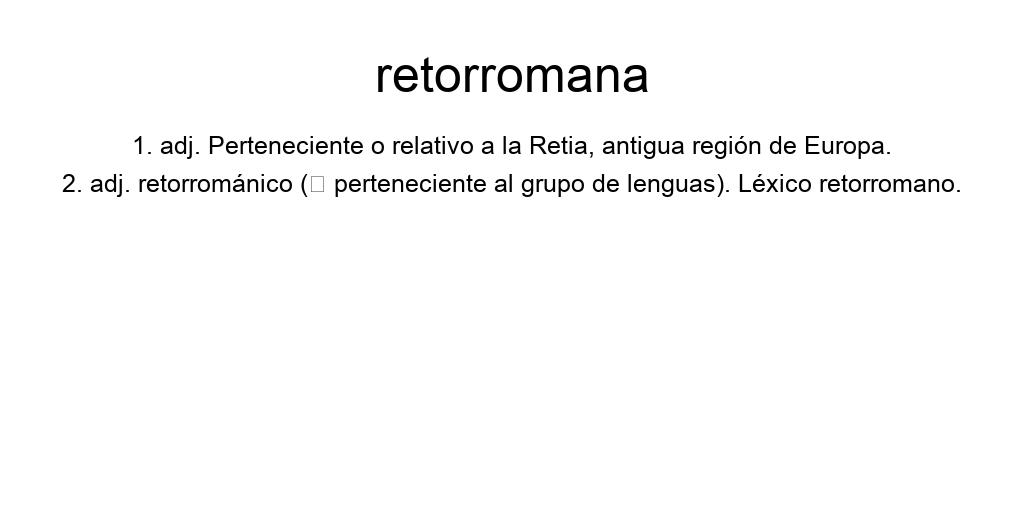 retorromana
1. adj. Perteneciente o relativo a la Retia, antigua región de Europa.
2. adj. retorrománico (▯ perteneciente al grupo de lenguas). Léxico retorromano.